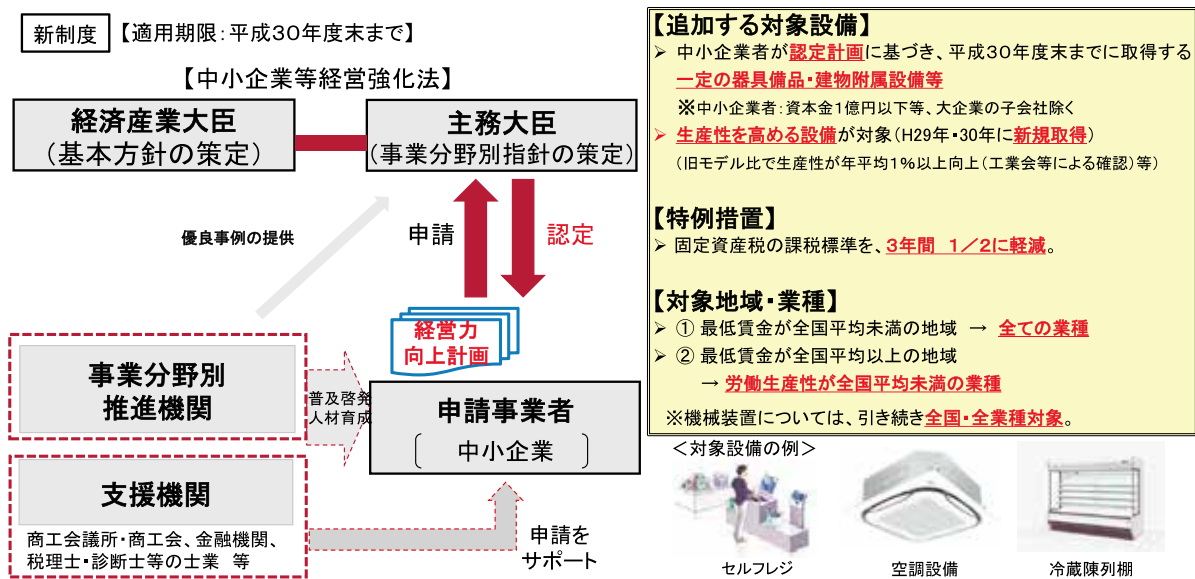 新制度 【適用期限:平成30年度末まで】
【中小企業等経営強化法】
経済産業大臣
(基本方針の策定)
主務大臣
(事業分野別指針の策定)
優良事例の提供
申請
認定
経営力
向上計画
事業分野別
推進機関
普及啓発
人材育成
申請事業者
中小企業
支援機関
商工会議所・商工会、金融機関、
税理士・診断士等の士業 等
申請を
サポート
【追加する対象設備】
➢ 中小企業者が認定計画に基づき、平成30年度末までに取得する
一定の器具備品・建物附属設備等
※中小企業者:資本金1億円以下等、大企業の子会社除く
➢ 生産性を高める設備が対象(H29年・30年に新規取得)
(旧モデル比で生産性が年平均1%以上向上(工業会等による確認)等)
【特例措置】
➢ 固定資産税の課税標準を、3年間 1/2に軽減。
【対象地域・業種】
➢ ① 最低賃金が全国平均未満の地域 → 全ての業種
➢ ② 最低賃金が全国平均以上の地域
→ 労働生産性が全国平均未満の業種
※機械装置については、引き続き全国・全業種対象。
<対象設備の例>
セルフレジ
空調設備
冷蔵陳列棚